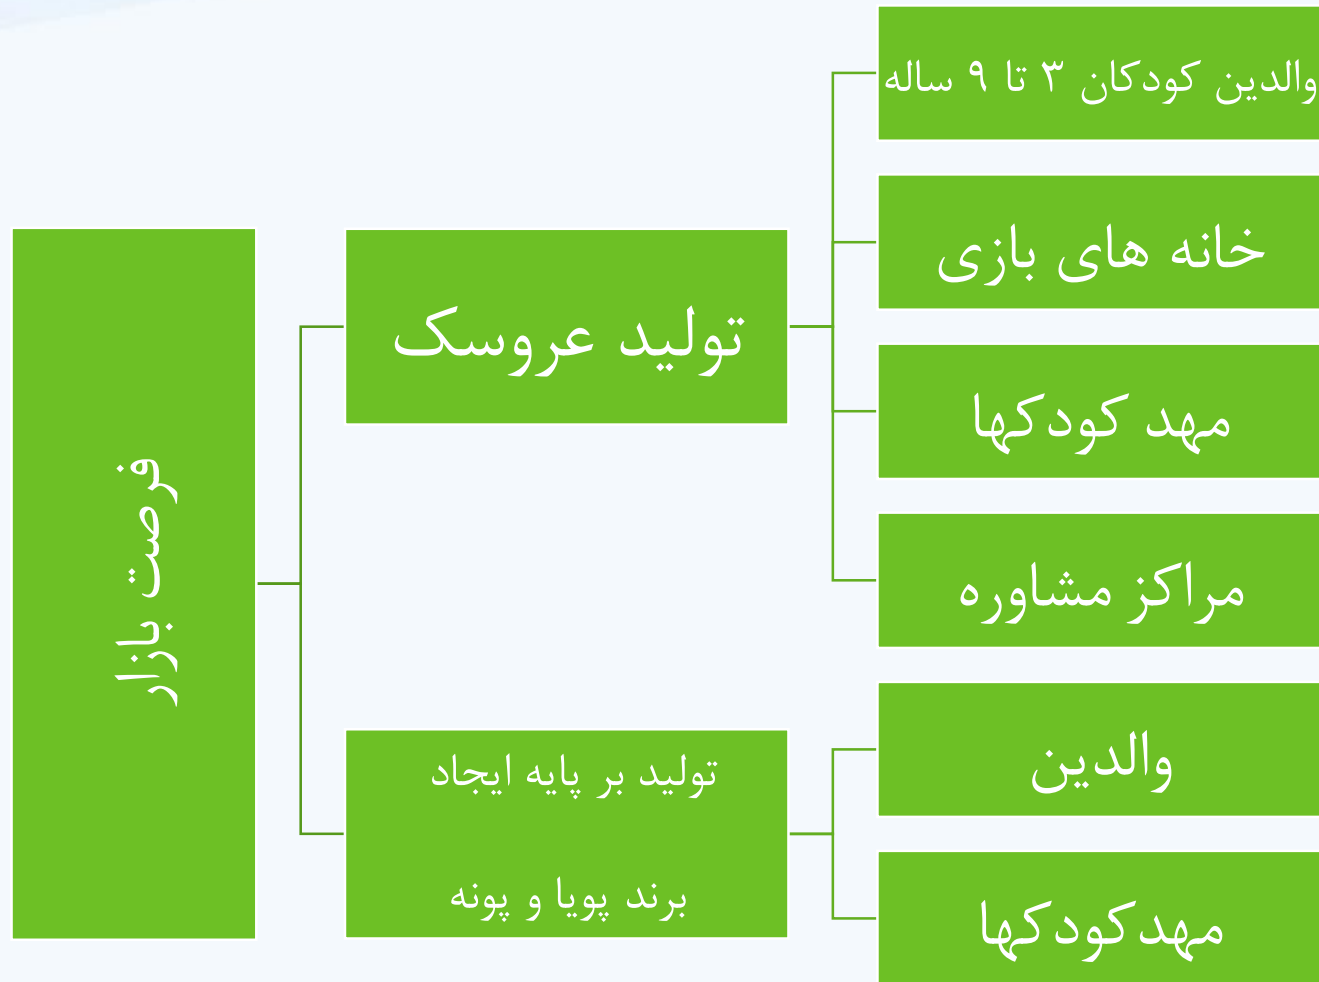 فرصت بازار
تولید عروسک
والدین کودکان ۳ تا ۹ ساله
خانه های بازی
مهد کودکها
مراکز مشاوره
تولید بر پایه ایجاد
برند پویا و پونه
والدین
مهدکودکها